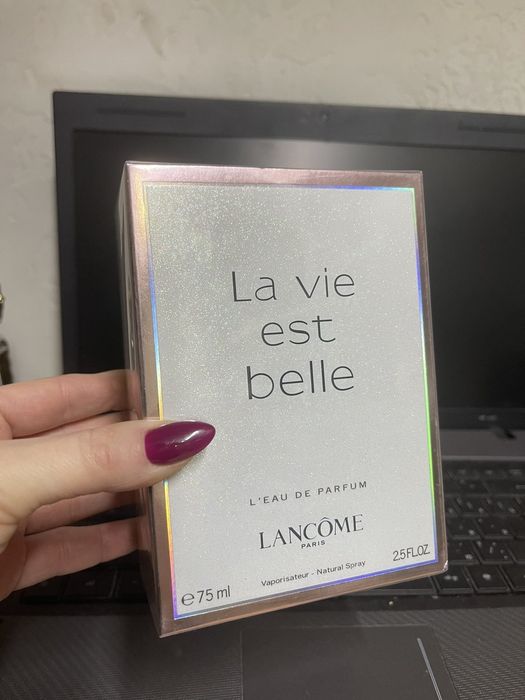 La vie
est
belle
L'EAU DE PARFUM
LANCÔME
PARIS
Vaporisateur - Natural Spray
e 75 ml
2.5 FL.OZ.